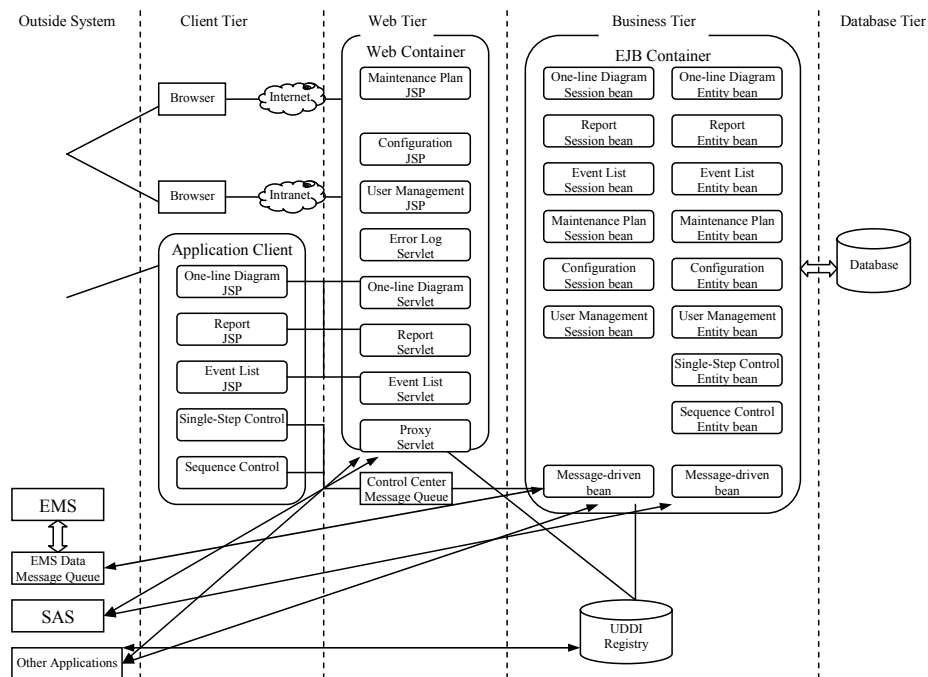 Outside System
Client Tier
Web Tier
Business Tier
Database Tier
Browser
Internet
Browser
Intranet
Application Client
One-line Diagram
JSP
Report
JSP
Event List
JSP
Single-Step Control
Sequence Control
Web Container
Maintenance Plan
JSP
Configuration
JSP
User Management
JSP
Error Log
Servlet
One-line Diagram
Servlet
Report
Servlet
Event List
Servlet
Proxy
Servlet
Control Center
Message Queue
EJB Container
One-line Diagram
Session bean
One-line Diagram
Entity bean
Report
Session bean
Report
Entity bean
Event List
Session bean
Event List
Entity bean
Maintenance Plan
Session bean
Maintenance Plan
Entity bean
Configuration
Session bean
Configuration
Entity bean
User Management
Session bean
User Management
Entity bean
Single-Step Control
Entity bean
Sequence Control
Entity bean
Message-driven
bean
Message-driven
bean
Database
EMS
EMS Data
Message Queue
SAS
Other Applications
UDDI
Registry